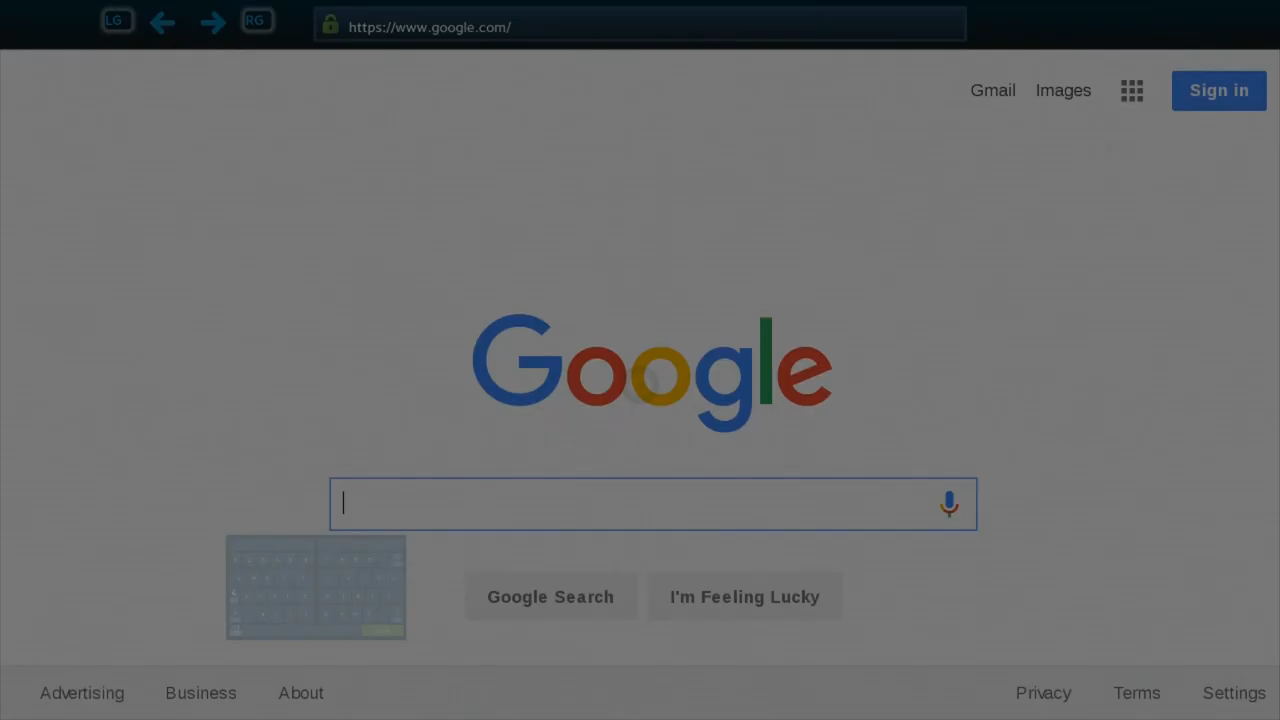 LG RG https://www.google.com/
Gmail Images Sign in
Google
Google Search I'm Feeling Lucky
Advertising Business About Privacy Terms Settings